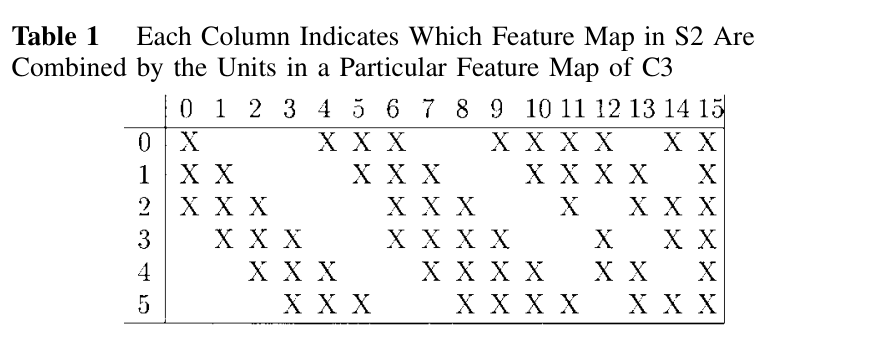 Table 1 Each Column Indicates Which Feature Map in S2 Are
Combined by the Units in a Particular Feature Map of C3
0 1 2 3 4 5 6 7 8 9 10 11 12 13 14 15
0 X X X X X X X X X X
1 X X X X X X X X X X
2 X X X X X X X X X X
3 X X X X X X X X X X
4 X X X X X X X X X X
5 X X X X X X X X X X